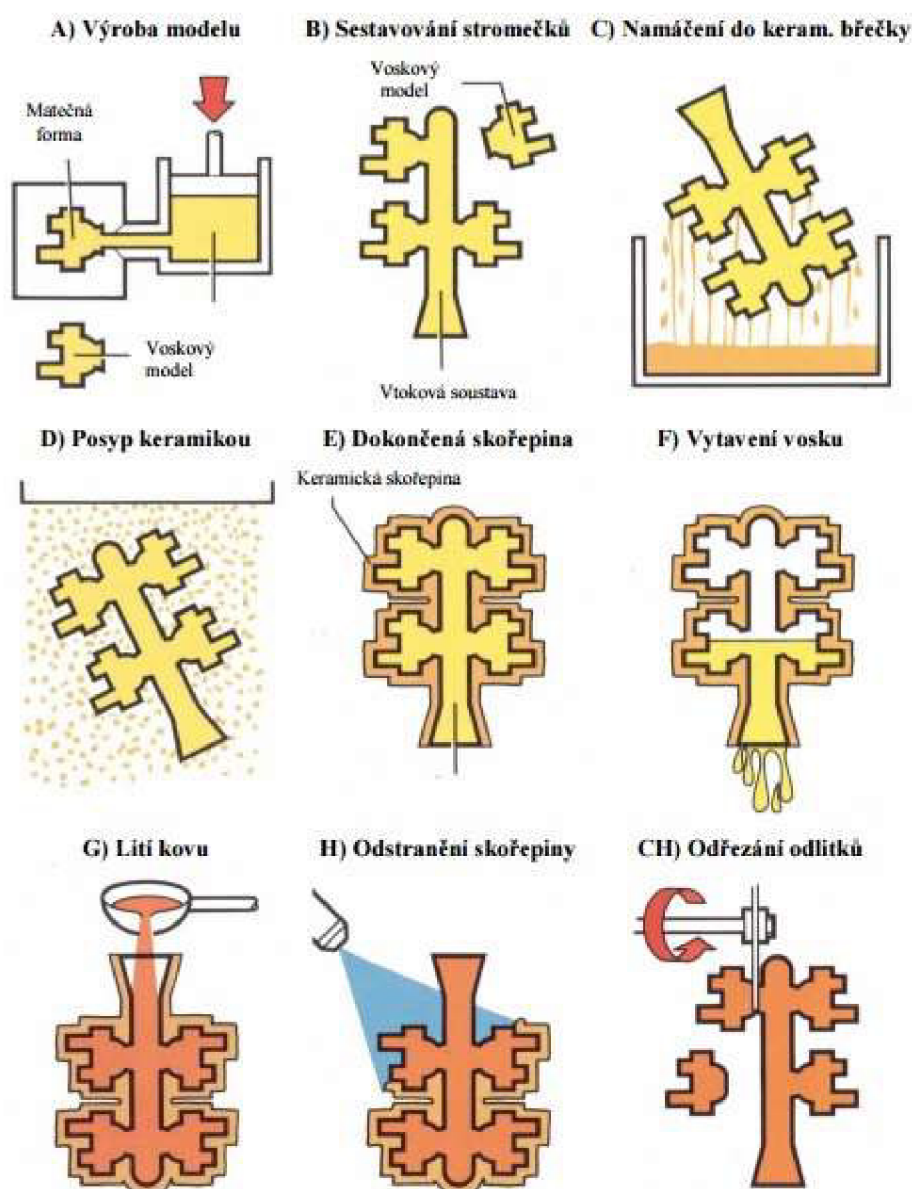 A) Výroba modelu
B) Sestavování stromečků
C) Namáčení do keram. břečky
Matečná
forma
Voskový
model
Voskový
model
Vtoková soustava
D) Posyp keramikou
E) Dokončená skořepina
F) Vytavení vosku
Keramická skořepina
G) Lití kovu
H) Odstranění skořepiny
CH) Odřezání odlitků